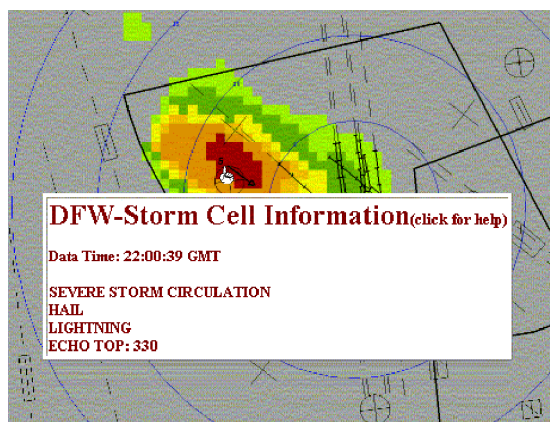 DFW-Storm Cell Information(click for help)
Data Time: 22:00:39 GMT
SEVERE STORM CIRCULATION
HAIL
LIGHTNING
ECHO TOP: 330